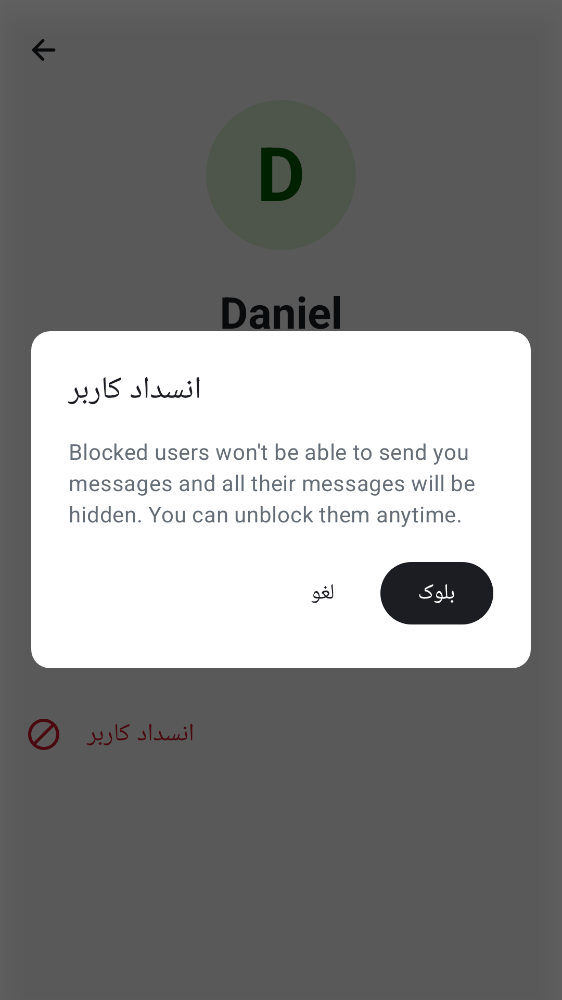 D
Daniel
انسداد کاربر
Blocked users won't be able to send you
messages and all their messages will be
hidden. You can unblock them anytime.
لغو
بلوک
انسداد کاربر